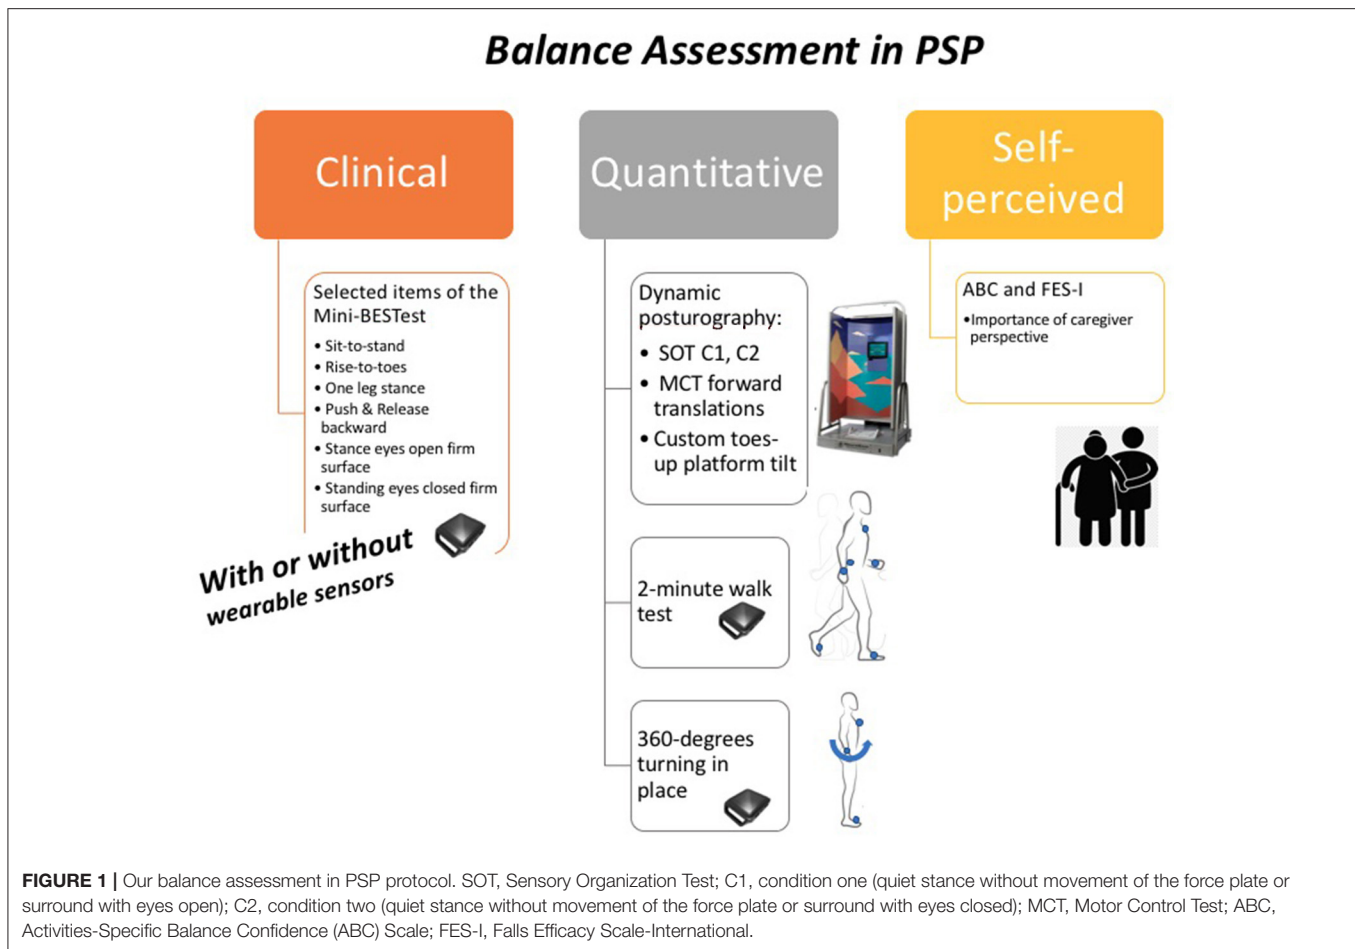 Balance Assessment in PSP
Clinical
Selected items of the
Mini-BESTest
• Sit-to-stand
• Rise-to-toes
• One leg stance
• Push & Release
backward
• Stance eyes open firm
surface
• Standing eyes closed firm
surface
With or without
wearable sensors
Quantitative
Dynamic
posturography:
• SOT C1, C2
• MCT forward
translations
• Custom toes-
up platform tilt
2-minute walk
test
360-degrees
turning in
place
Self-
perceived
ABC and FES-I
•Importance of caregiver
perspective
FIGURE 1 | Our balance assessment in PSP protocol. SOT, Sensory Organization Test; C1, condition one (quiet stance without movement of the force plate or
surround with eyes open); C2, condition two (quiet stance without movement of the force plate or surround with eyes closed); MCT, Motor Control Test; ABC,
Activities-Specific Balance Confidence (ABC) Scale; FES-I, Falls Efficacy Scale-International.